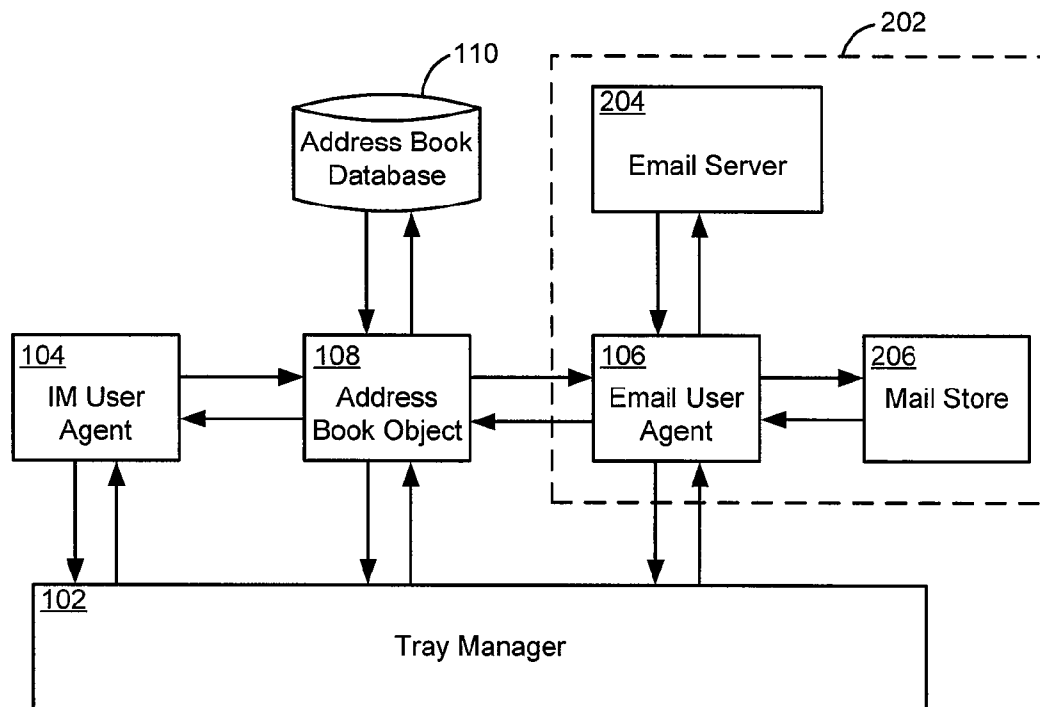 202
110
Address Book
Database
204
Email Server
104
IM User
Agent
108
Address
Book Object
106
Email User
Agent
206
Mail Store
102
Tray Manager